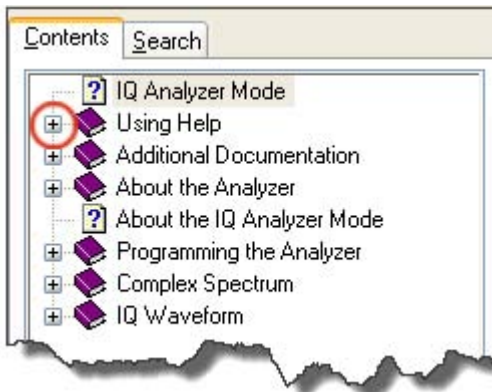 Contents Search
IQ Analyzer Mode
Using Help
Additional Documentation
About the Analyzer
About the IQ Analyzer Mode
Programming the Analyzer
Complex Spectrum
IQ Waveform